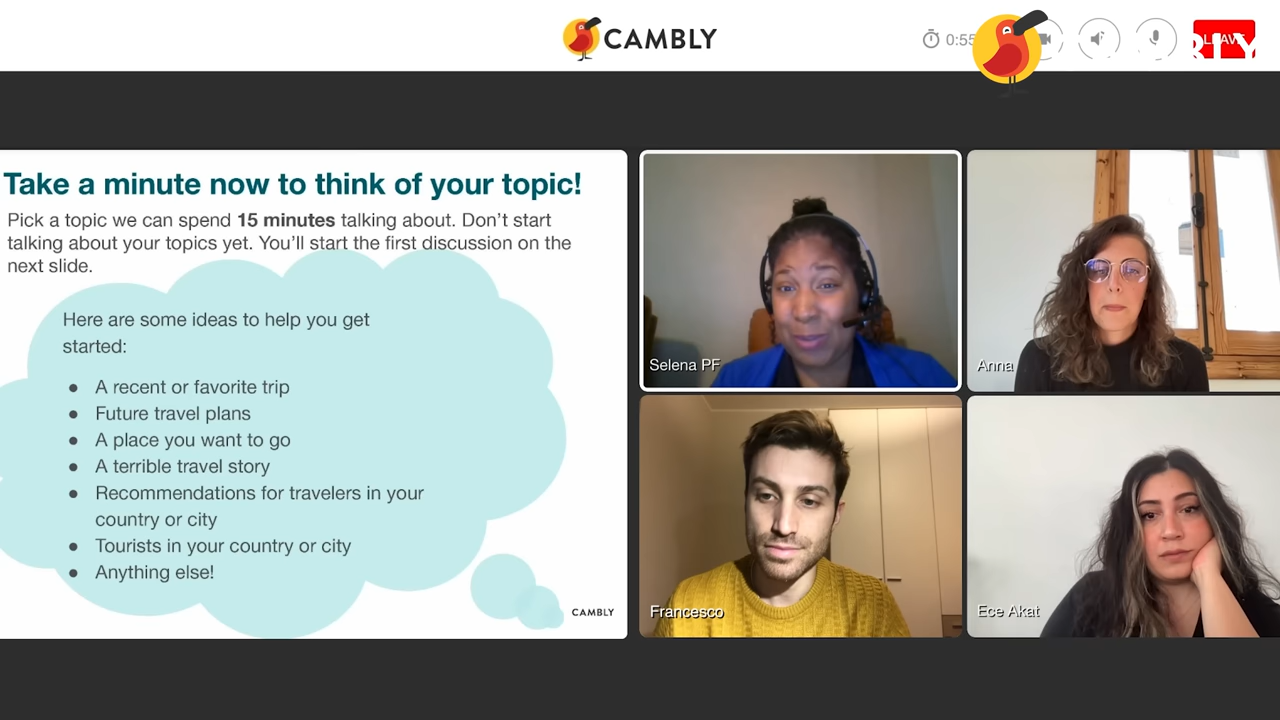 CAMBLY
0:55
Take a minute now to think of your topic!
Pick a topic we can spend 15 minutes talking about. Don't start
talking about your topics yet. You'll start the first discussion on the
next slide.
Here are some ideas to help you get
started:
● A recent or favorite trip
● Future travel plans
● A place you want to go
● A terrible travel story
● Recommendations for travelers in your
country or city
● Tourists in your country or city
● Anything else!
CAMBLY
Selena PF
Anna
Francesco
Ece Akat